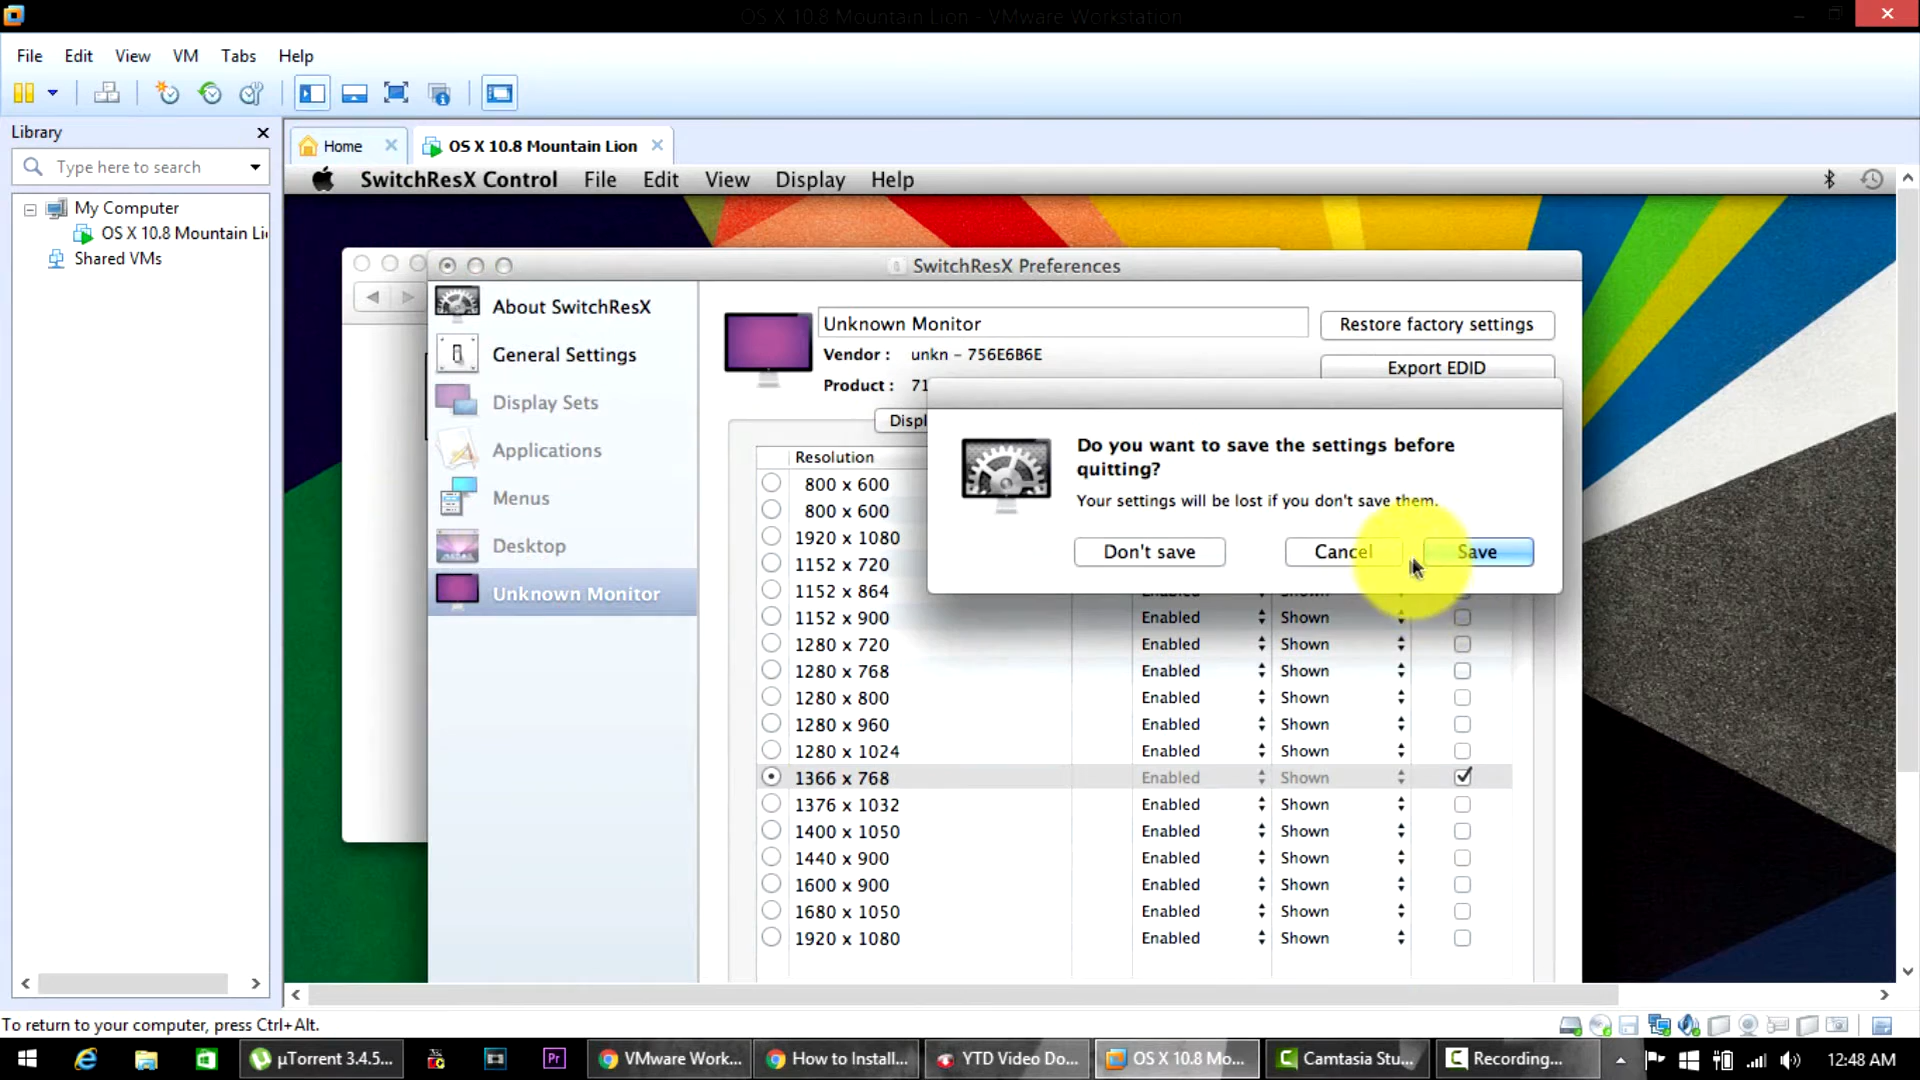 OS X 10.8 Mountain Lion - VMware Workstation
File Edit View VM Tabs Help
Library
Type here to search
Home
OS X 10.8 Mountain Lion
SwitchResX Control File Edit View Display Help
My Computer
OS X 10.8 Mountain Li
Shared VMs
SwitchResX Preferences
About SwitchResX
General Settings
Display Sets
Applications
Menus
Desktop
Unknown Monitor
Unknown Monitor
Restore factory settings
Vendor : unkn - 756E6B6E
Export EDID
Product : 71
Displ
Do you want to save the settings before
quitting?
Your settings will be lost if you don't save them.
Don't save Cancel Save
Resolution
800 x 600
800 x 600
1920 x 1080
1152 x 720
1152 x 864 Enabled Shown
1152 x 900 Enabled Shown
1280 x 720 Enabled Shown
1280 x 768 Enabled Shown
1280 x 800 Enabled Shown
1280 x 960 Enabled Shown
1280 x 1024 Enabled Shown
1366 x 768 Enabled Shown
1376 x 1032 Enabled Shown
1400 x 1050 Enabled Shown
1440 x 900 Enabled Shown
1600 x 900 Enabled Shown
1680 x 1050 Enabled Shown
1920 x 1080 Enabled Shown
To return to your computer, press Ctrl+Alt.
µTorrent 3.4.5...
Pr
VMware Work...
How to Install...
YTD Video Do...
OS X 10.8 Mo...
Camtasia Stu...
Recording...
12:48 AM